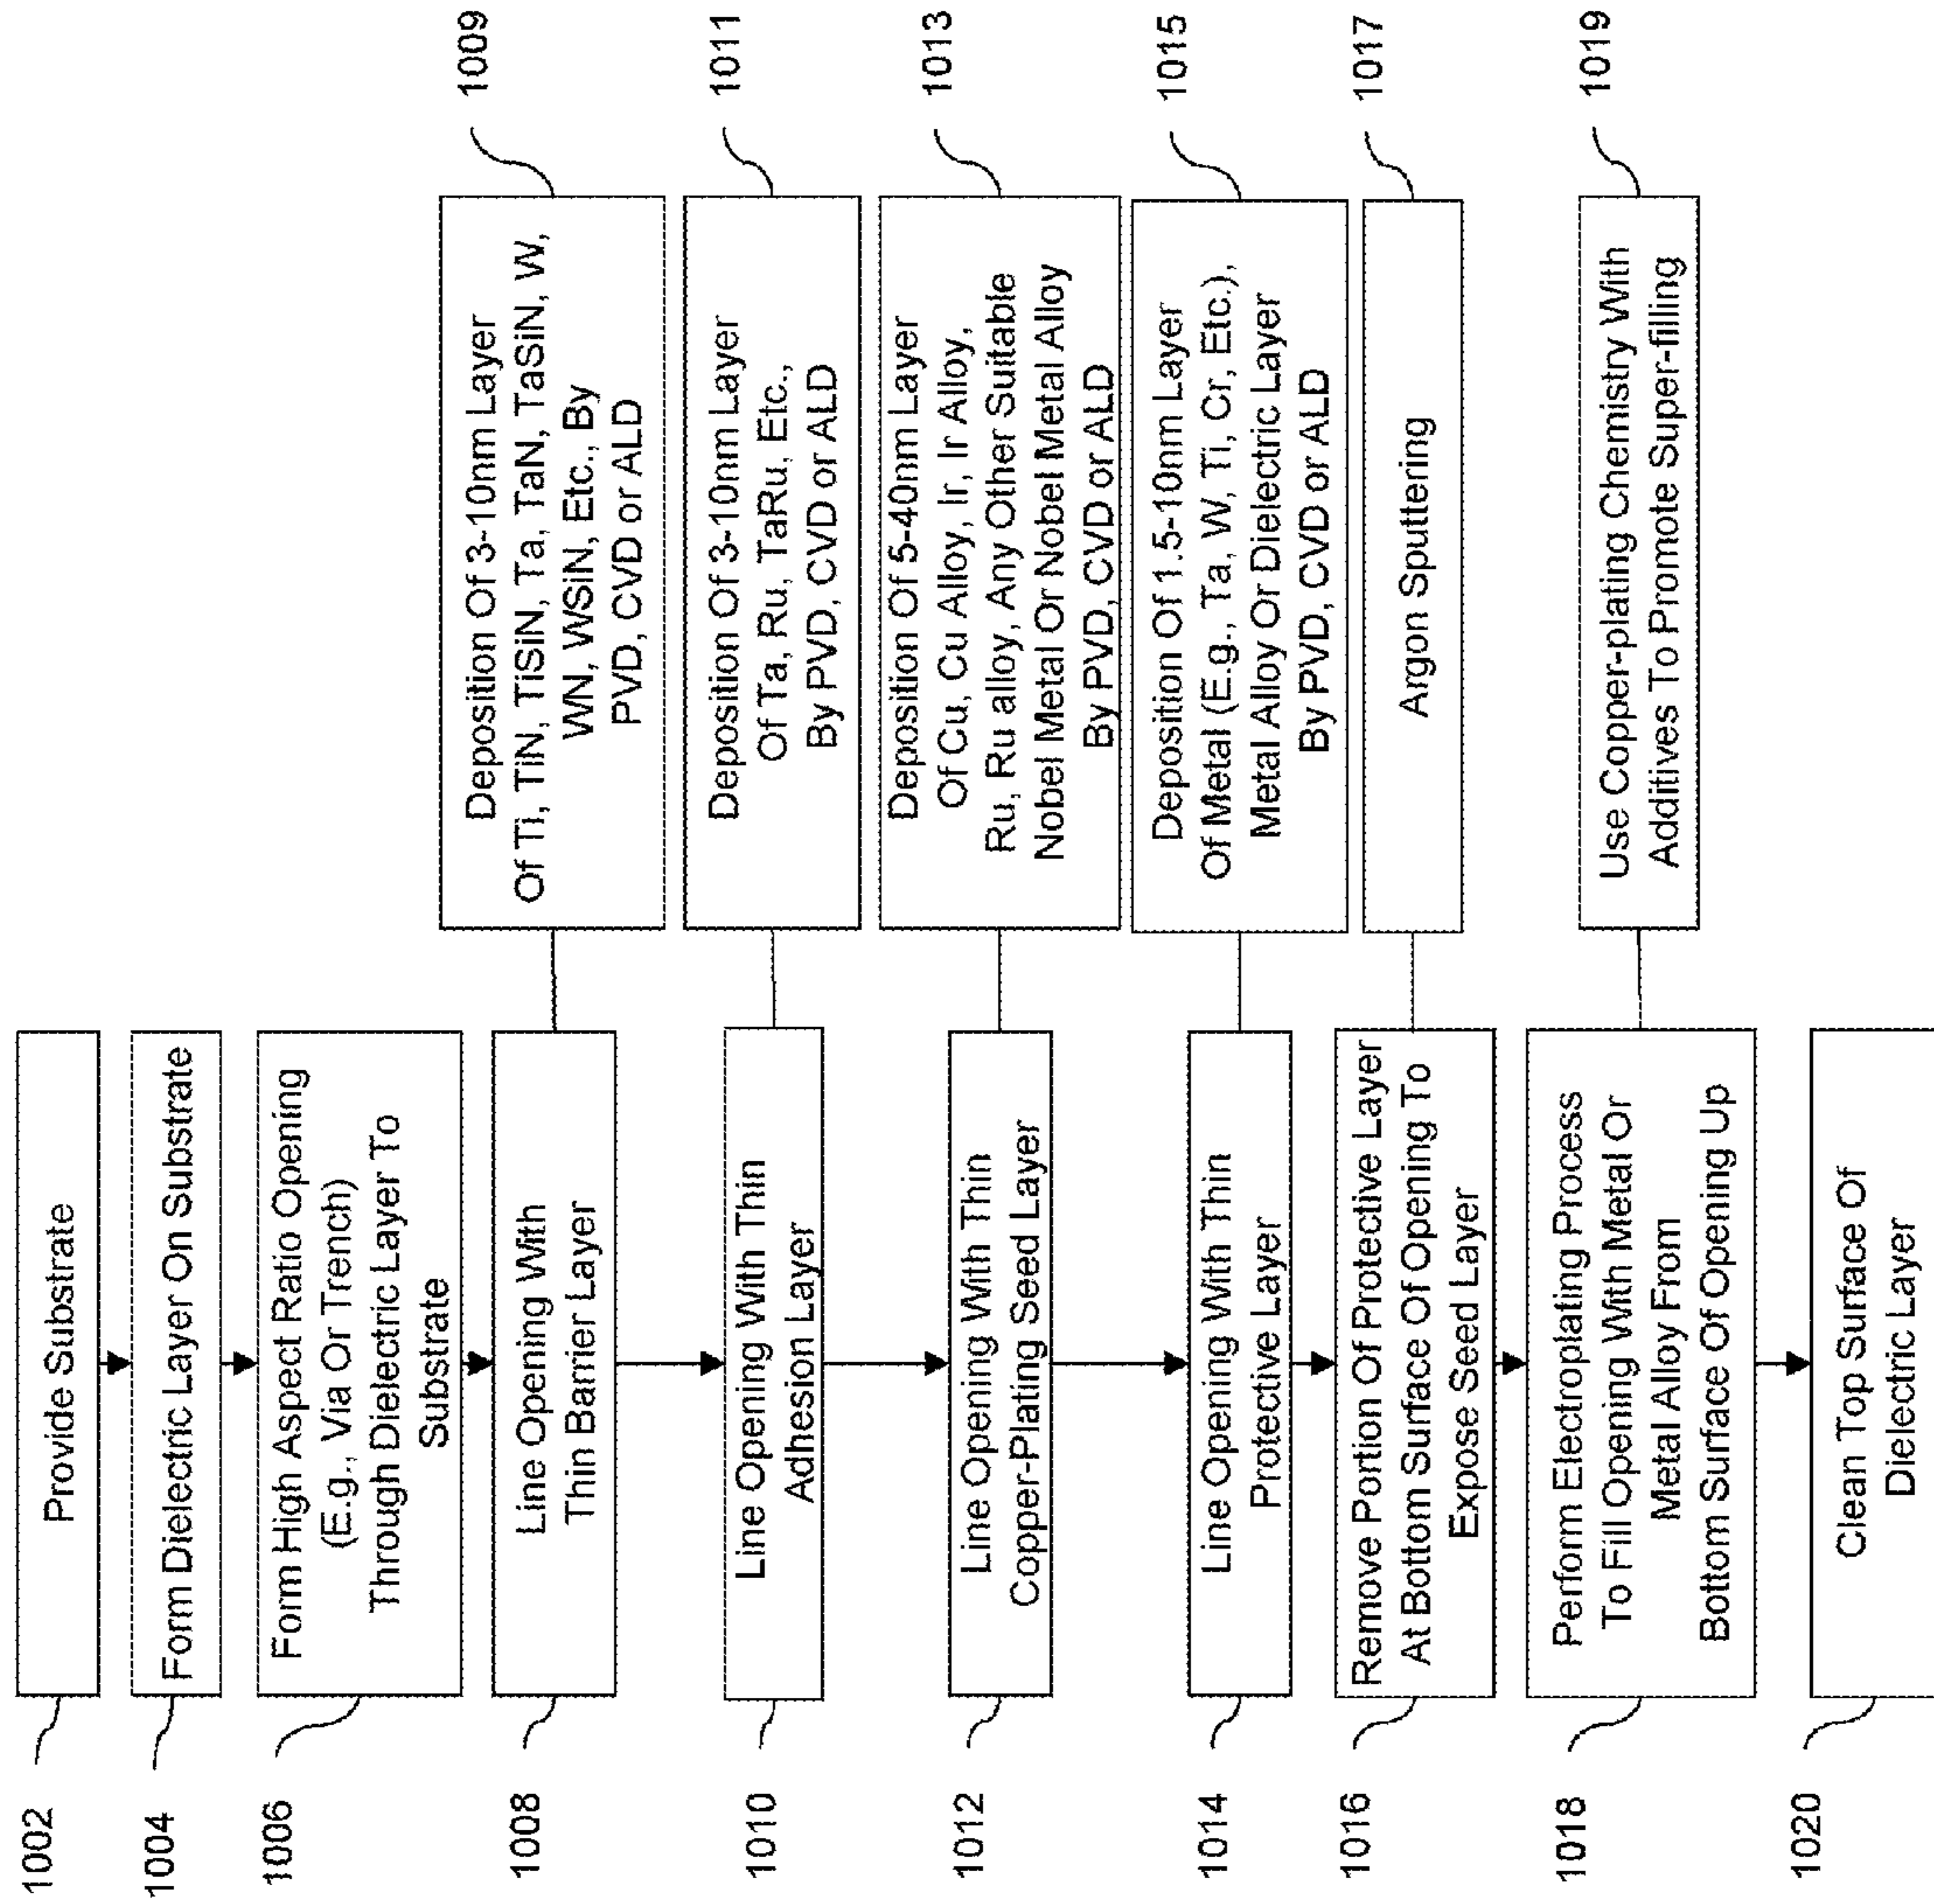 1002
Provide Substrate
1004
Form Dielectric Layer On Substrate
1006
Form High Aspect Ratio Opening
(E.g., Via Or Trench)
Through Dielectric Layer To
Substrate
1008
Line Opening With
Thin Barrier Layer
Deposition Of 3-10nm Layer
Of Ti, TiN, TiSiN, Ta, TaN, TaSiN, W,
WN, WSiN, Etc., By
PVD, CVD or ALD
1009
1010
Line Opening With Thin
Adhesion Layer
Deposition Of 3-10nm Layer
Of Ta, Ru, TaRu, Etc.,
By PVD, CVD or ALD
1011
1012
Line Opening With Thin
Copper-Plating Seed Layer
Deposition Of 5-40nm Layer
Of Cu, Cu Alloy, Ir, Ir Alloy,
Ru, Ru alloy, Any Other Suitable
Nobel Metal Or Nobel Metal Alloy
By PVD, CVD or ALD
1013
1014
Line Opening With Thin
Protective Layer
Deposition Of 1.5-10nm Layer
Of Metal (E.g., Ta, W, Ti, Cr, Etc.),
Metal Alloy Or Dielectric Layer
By PVD, CVD or ALD
1015
1016
Remove Portion Of Protective Layer
At Bottom Surface Of Opening To
Expose Seed Layer
Argon Sputtering
1017
1018
Perform Electroplating Process
To Fill Opening With Metal Or
Metal Alloy From
Bottom Surface Of Opening Up
Use Copper-plating Chemistry With
Additives To Promote Super-filling
1019
1020
Clean Top Surface Of
Dielectric Layer